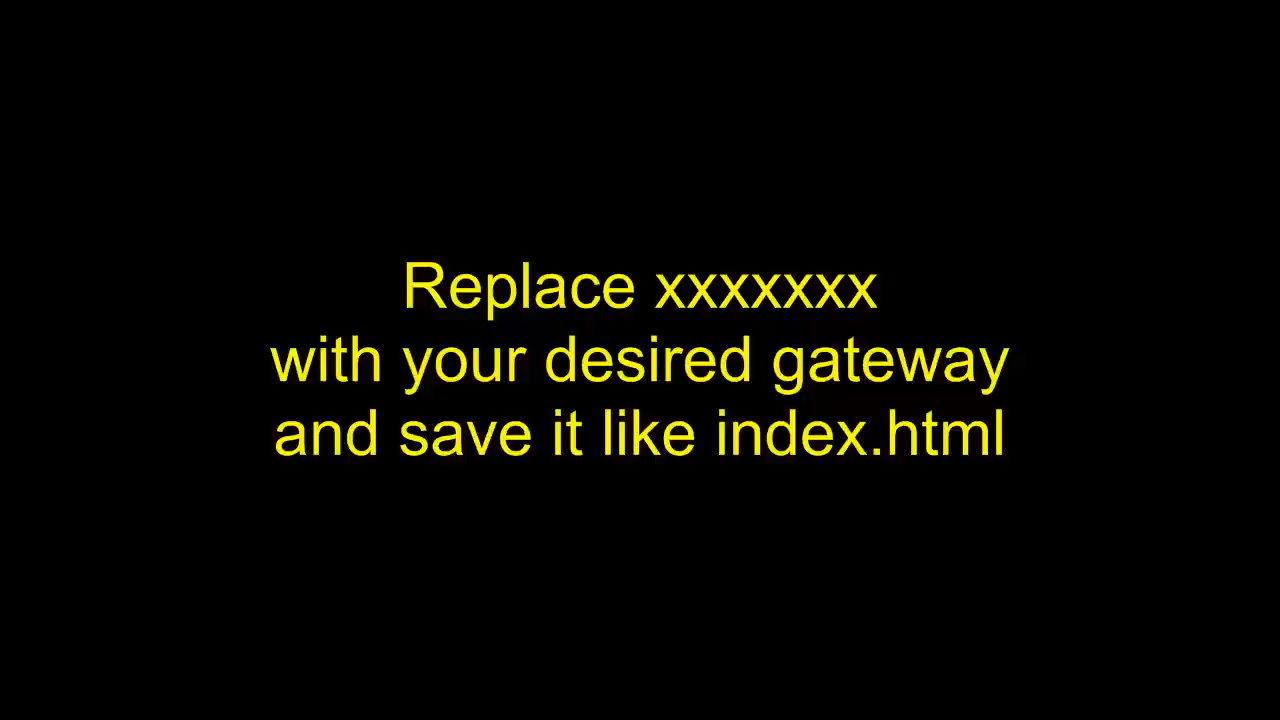 Replace xxxxxxx
with your desired gateway
and save it like index.html